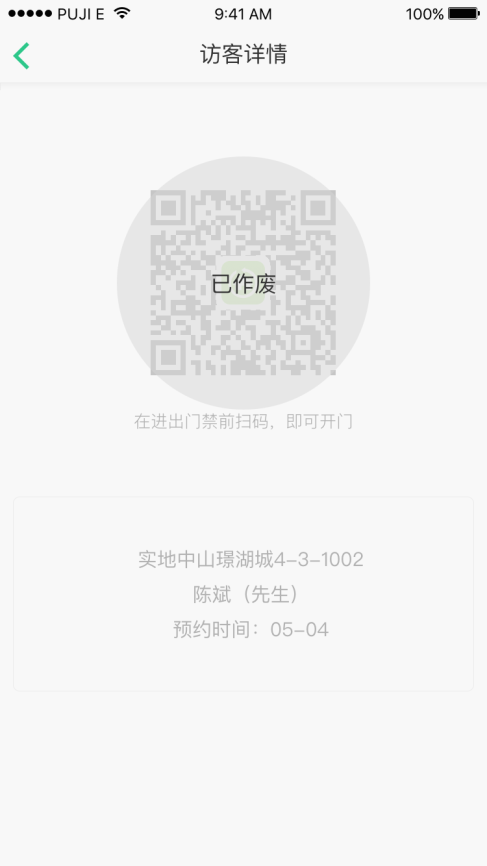 PUJI E 9:41 AM 100%
访客详情
已作废
在进出门禁前扫码，即可开门
实地中山璟湖城4-3-1002
陈斌（先生）
预约时间：05-04